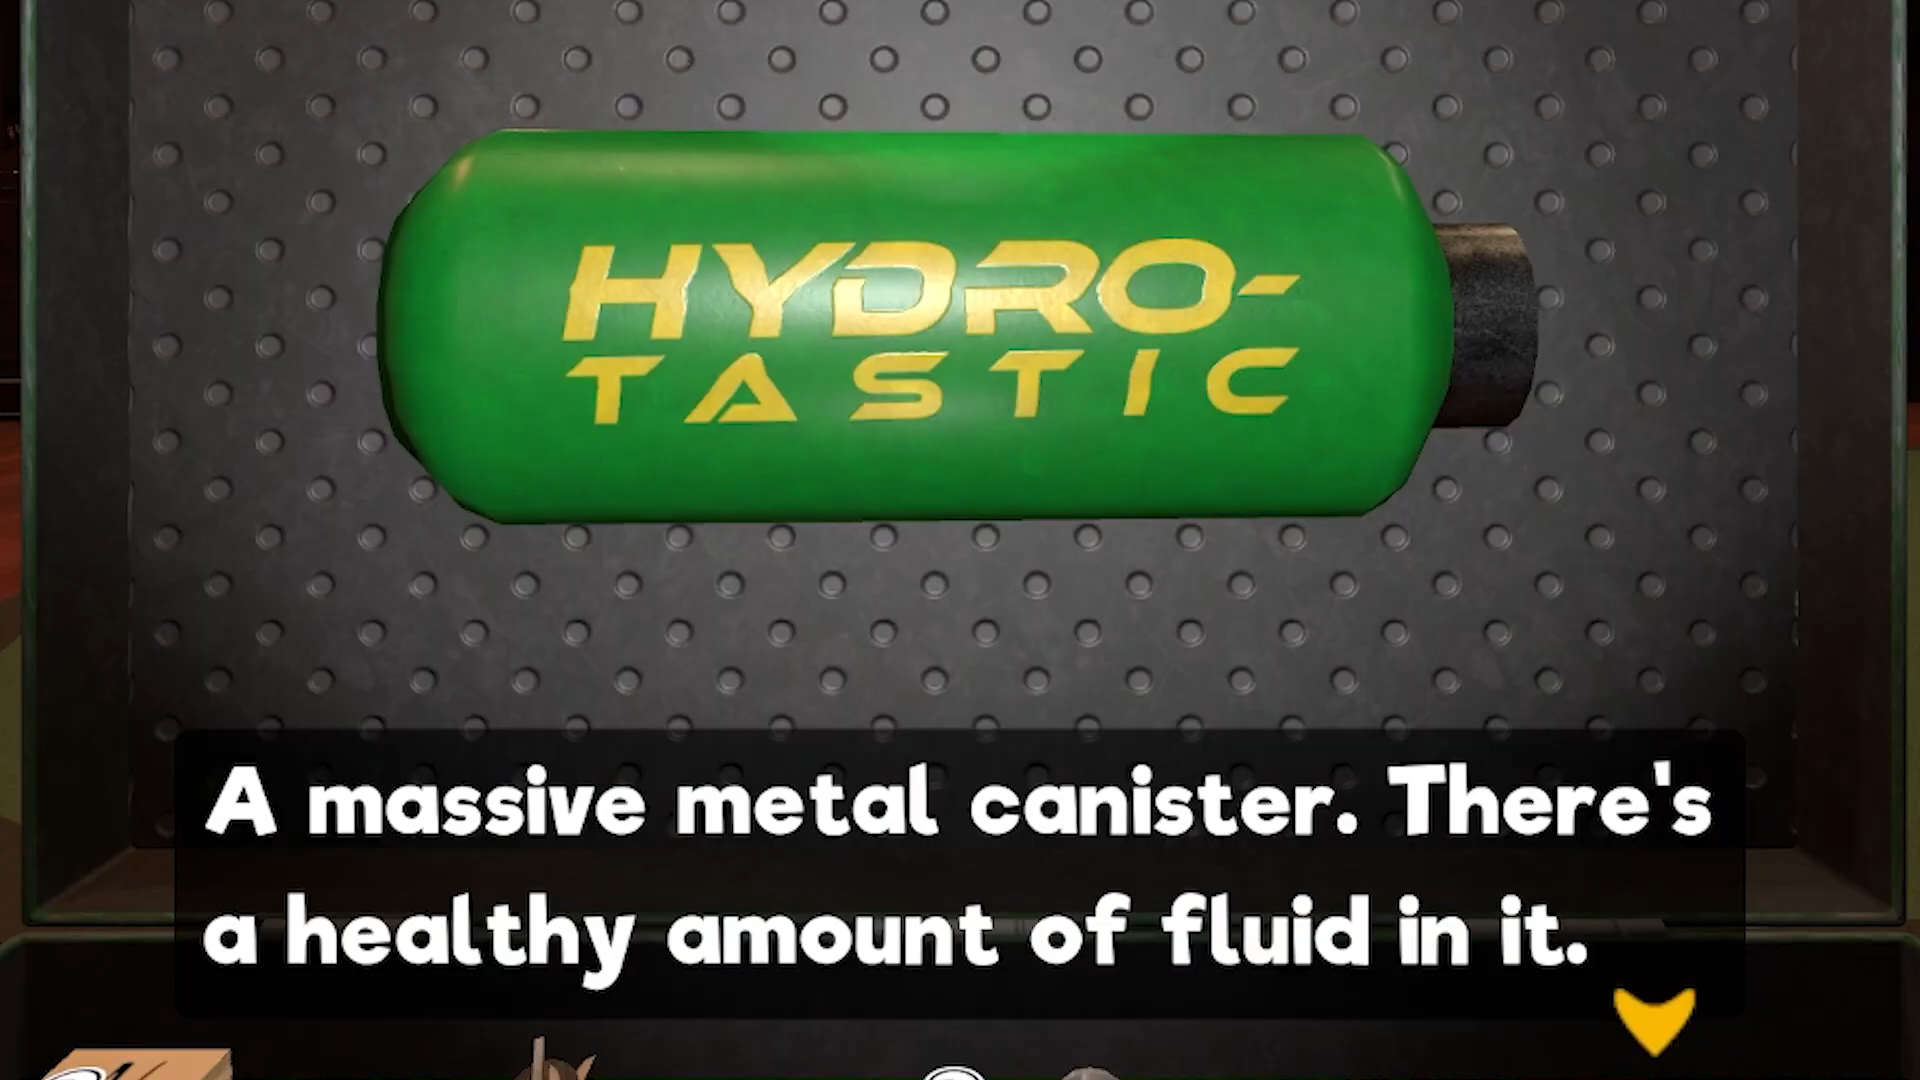 HYDRO-
TASTIC
A massive metal canister. There's
a healthy amount of fluid in it.